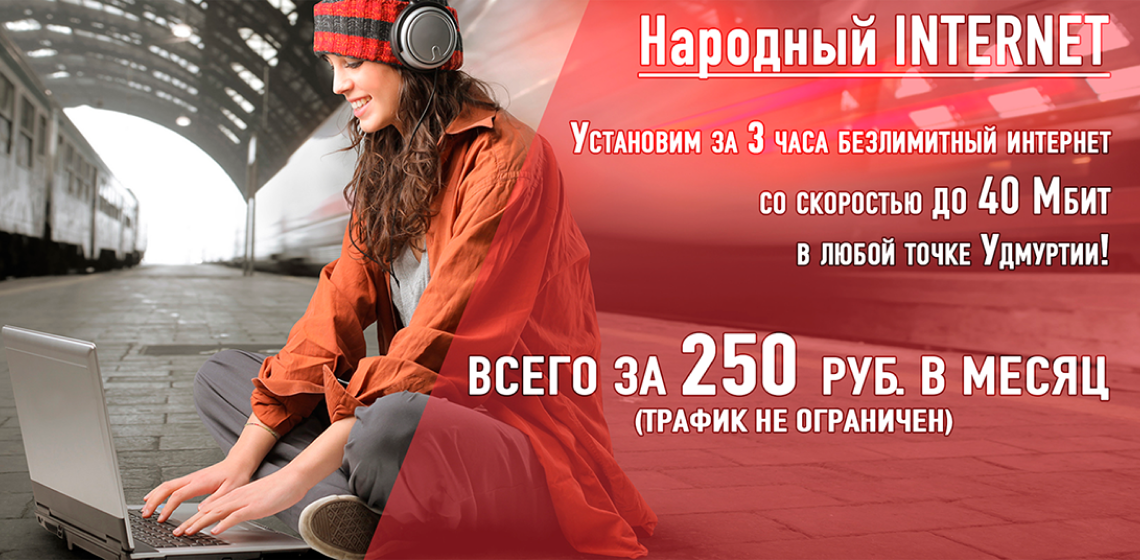 Народный INTERNET
Установим за 3 часа безлимитный интернет
со скоростью до 40 Мбит
в любой точке Удмуртии!
ВСЕГО ЗА 250 РУБ. В МЕСЯЦ
(ТРАФИК НЕ ОГРАНИЧЕН)